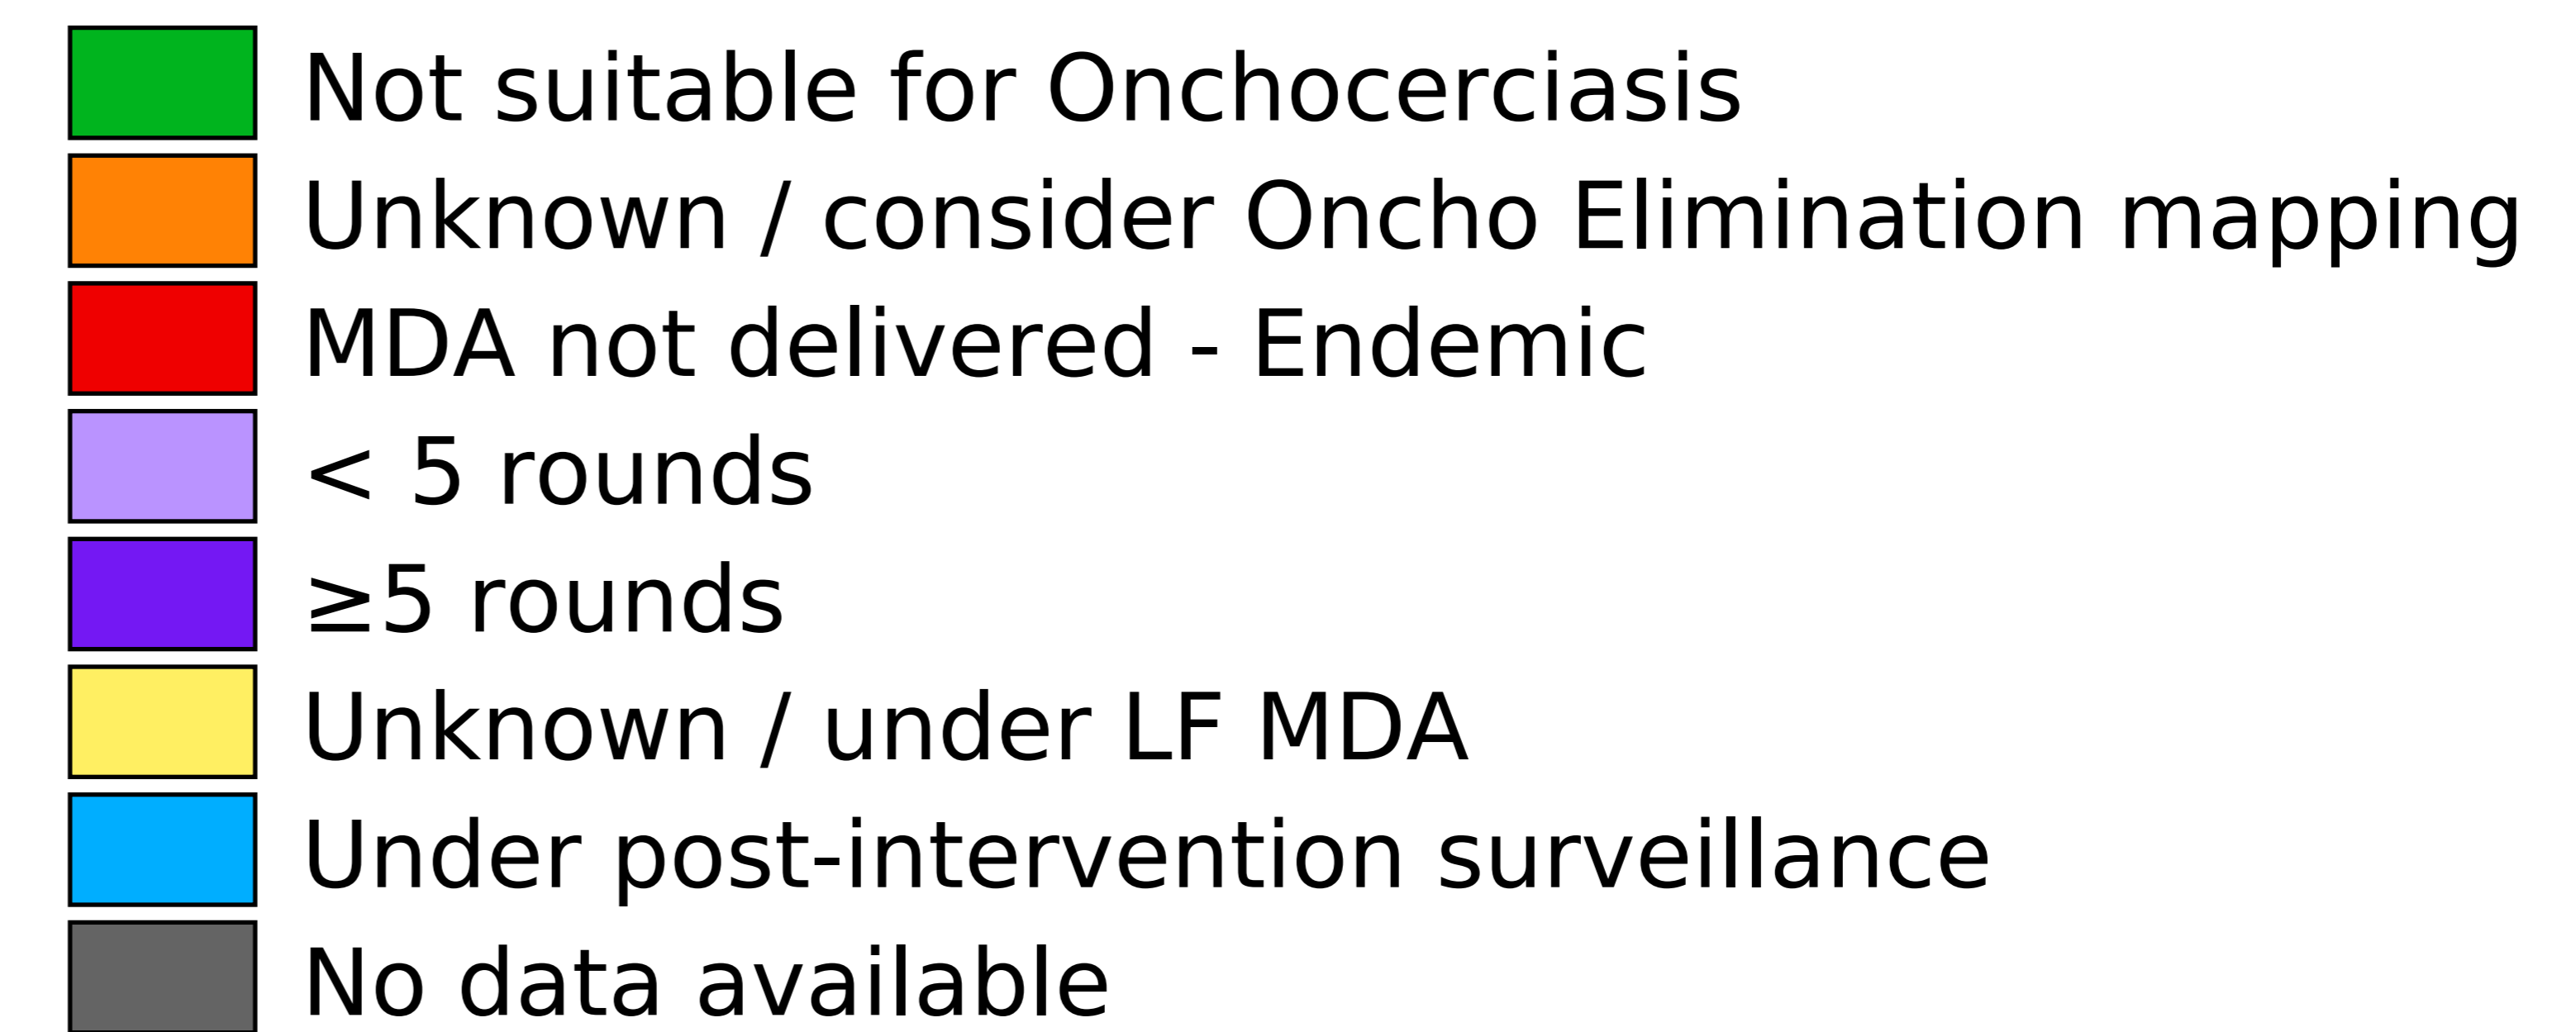 Not suitable for Onchocerciasis
Unknown / consider Oncho Elimination mapping
MDA not delivered - Endemic
< 5 rounds
≥5 rounds
Unknown / under LF MDA
Under post-intervention surveillance
No data available